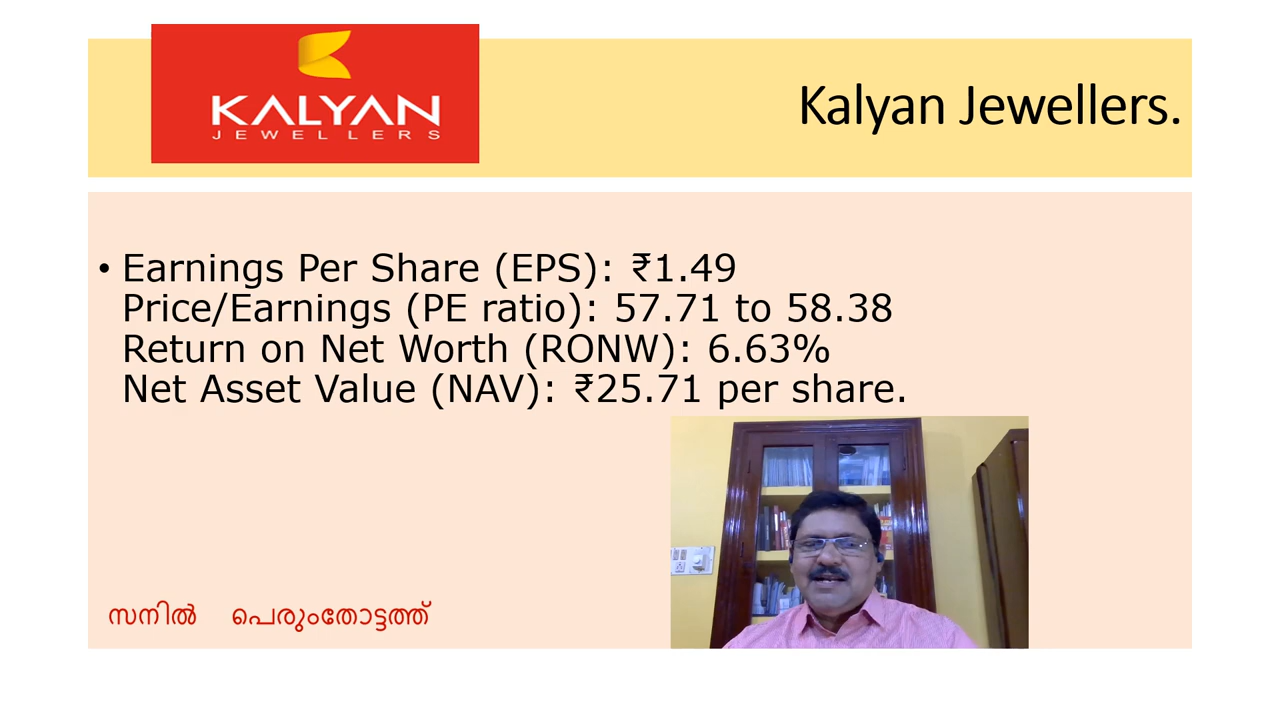 KALYAN
JEWELLERS
Kalyan Jewellers.
• Earnings Per Share (EPS): ₹1.49
Price/Earnings (PE ratio): 57.71 to 58.38
Return on Net Worth (RONW): 6.63%
Net Asset Value (NAV): ₹25.71 per share.
സനിൽ പെരുംതോട്ടത്ത്